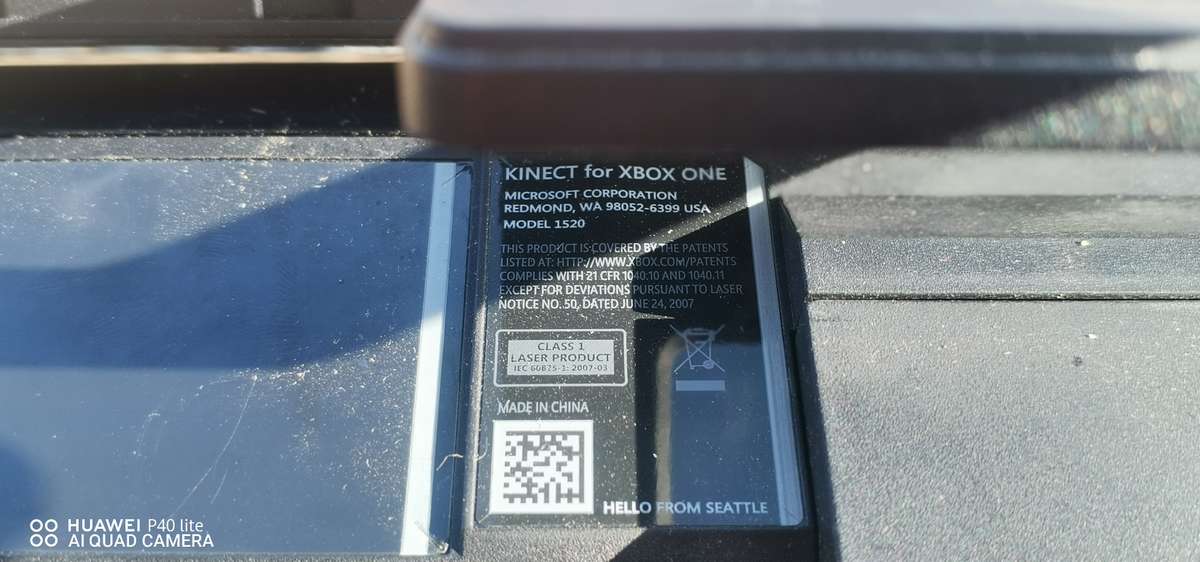 KINECT for XBOX ONE
MICROSOFT CORPORATION
REDMOND, WA 98052-6399 USA
MODEL 1520
THIS PRODUCT IS COVERED BY THE PATENTS
LISTED AT: HTTP://WWW.XBOX.COM/PATENTS
COMPLIES WITH 21 CFR 1040.10 AND 1040.11
EXCEPT FOR DEVIATIONS PURSUANT TO LASER
NOTICE NO. 50, DATED JUNE 24, 2007
CLASS 1
LASER PRODUCT
IEC 60825-1: 2007-03
MADE IN CHINA
HELLO FROM SEATTLE
HUAWEI P40 lite
AI QUAD CAMERA